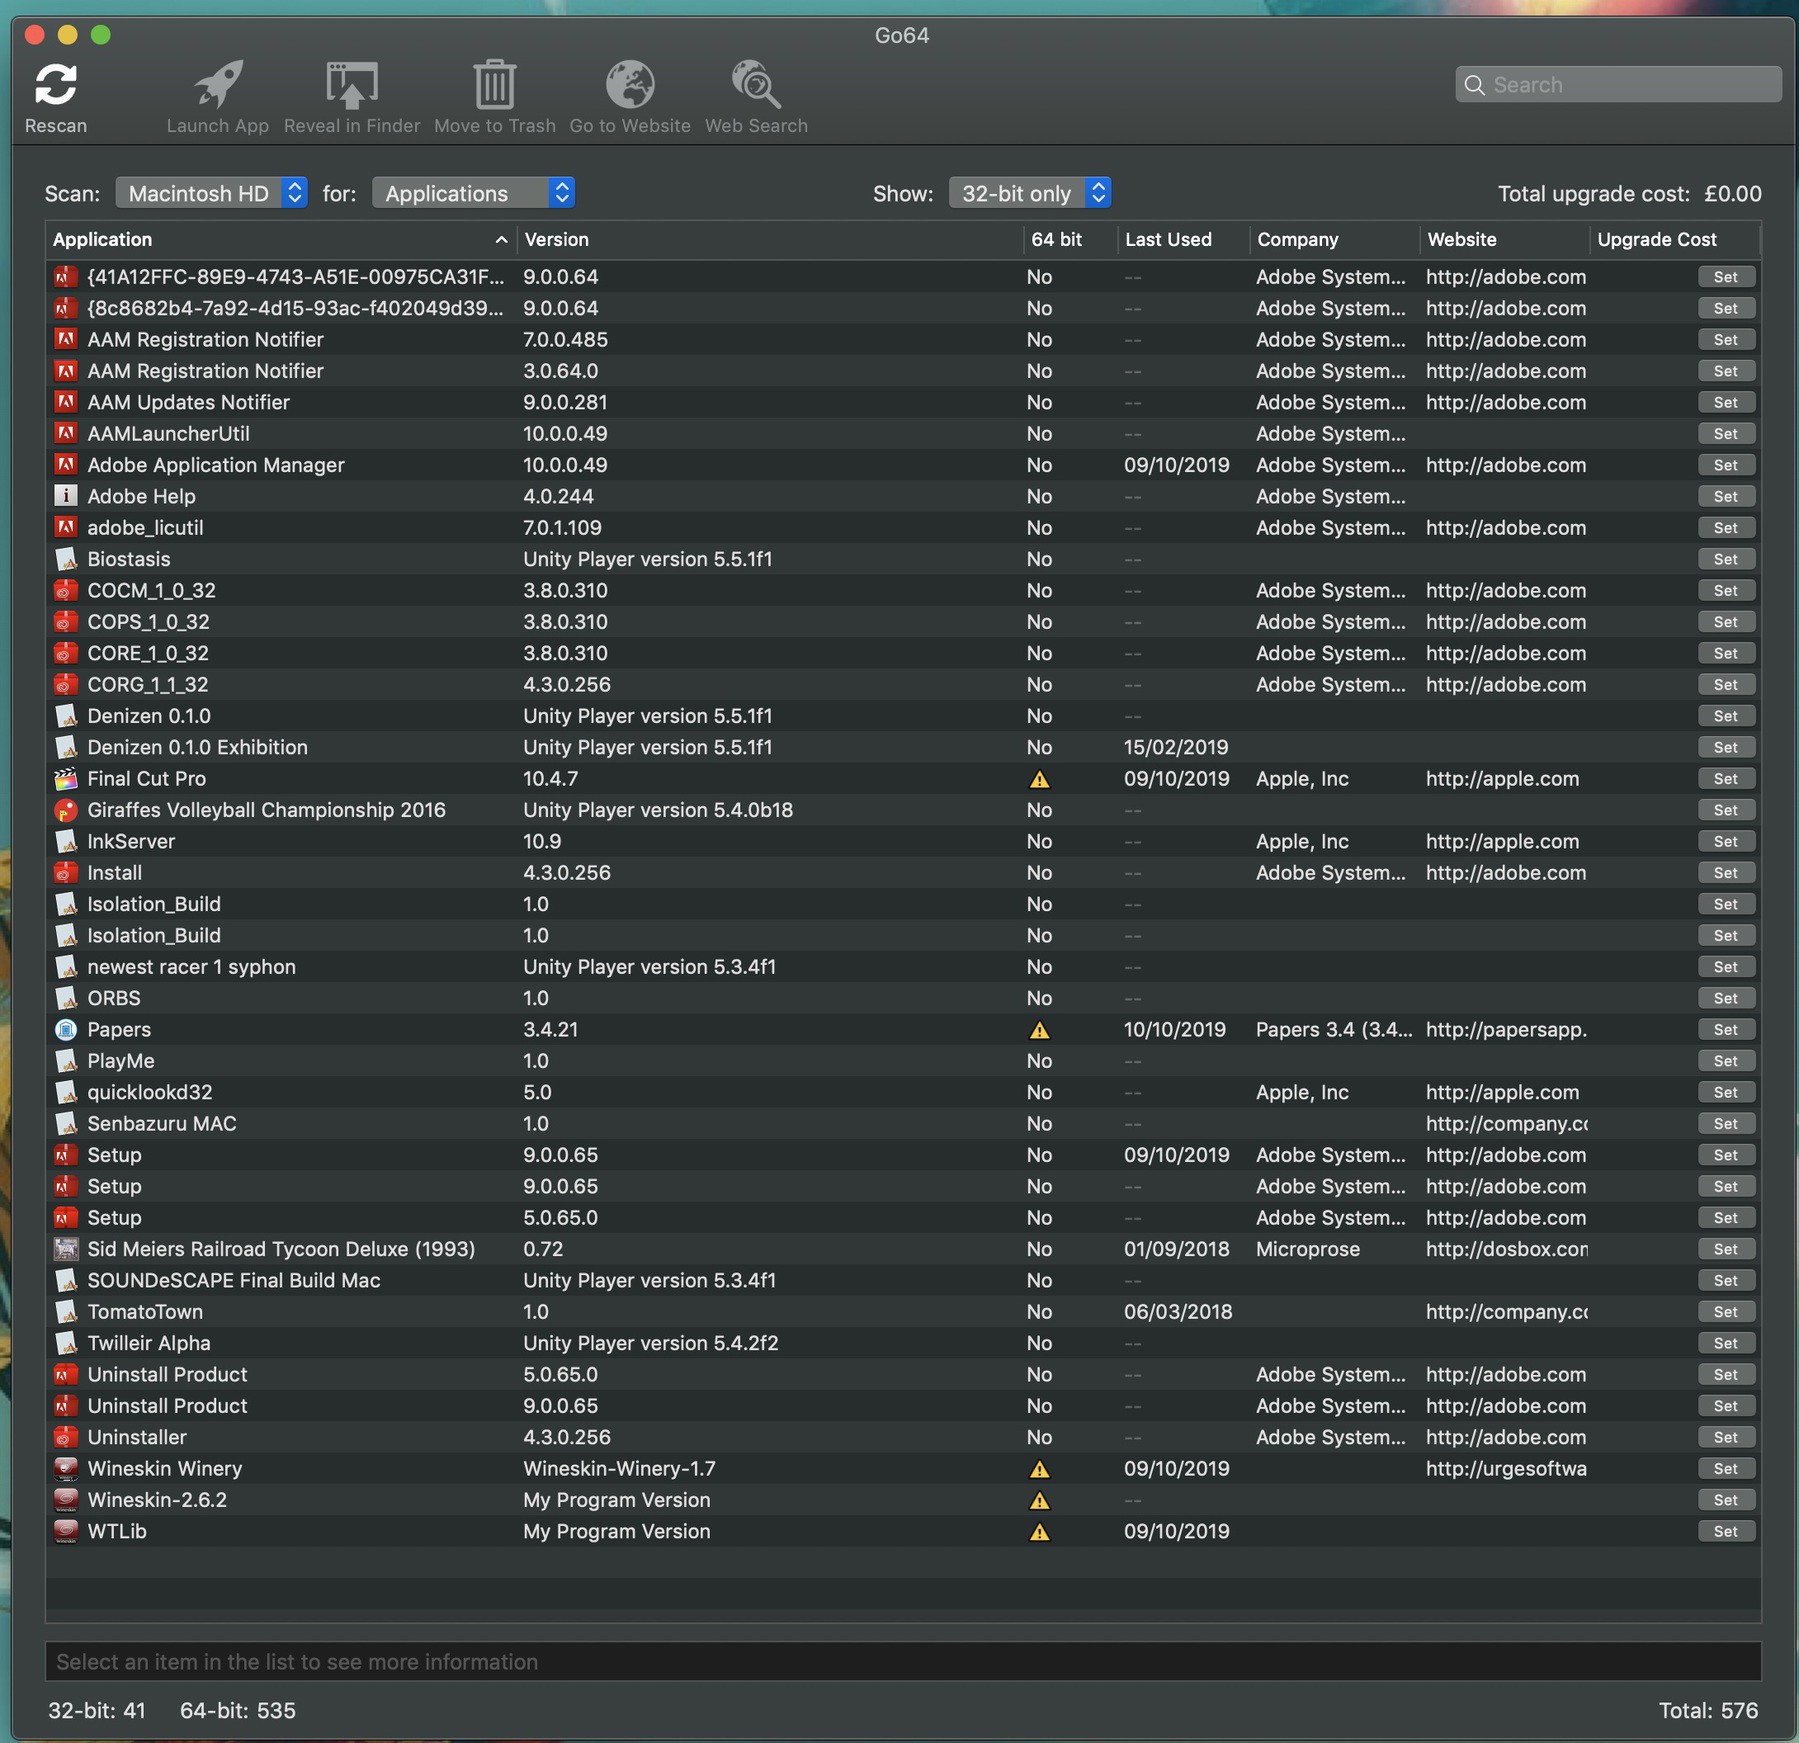 Go64
Rescan Launch App Reveal in Finder Move to Trash Go to Website Web Search Search
Scan: Macintosh HD for: Applications Show: 32-bit only Total upgrade cost: £0.00
Application Version 64 bit Last Used Company Website Upgrade Cost
{41A12FFC-89E9-4743-A51E-00975CA31F... 9.0.0.64 No -- Adobe System... http://adobe.com Set
{8c8682b4-7a92-4d15-93ac-f402049d39... 9.0.0.64 No -- Adobe System... http://adobe.com Set
AAM Registration Notifier 7.0.0.485 No -- Adobe System... http://adobe.com Set
AAM Registration Notifier 3.0.64.0 No -- Adobe System... http://adobe.com Set
AAM Updates Notifier 9.0.0.281 No -- Adobe System... http://adobe.com Set
AAMLauncherUtil 10.0.0.49 No -- Adobe System... Set
Adobe Application Manager 10.0.0.49 No 09/10/2019 Adobe System... http://adobe.com Set
Adobe Help 4.0.244 No -- Adobe System... Set
adobe_licutil 7.0.1.109 No -- Adobe System... http://adobe.com Set
Biostasis Unity Player version 5.5.1f1 No -- Set
COCM_1_0_32 3.8.0.310 No -- Adobe System... http://adobe.com Set
COPS_1_0_32 3.8.0.310 No -- Adobe System... http://adobe.com Set
CORE_1_0_32 3.8.0.310 No -- Adobe System... http://adobe.com Set
CORG_1_1_32 4.3.0.256 No -- Adobe System... http://adobe.com Set
Denizen 0.1.0 Unity Player version 5.5.1f1 No -- Set
Denizen 0.1.0 Exhibition Unity Player version 5.5.1f1 No 15/02/2019 Set
Final Cut Pro 10.4.7 09/10/2019 Apple, Inc http://apple.com Set
Giraffes Volleyball Championship 2016 Unity Player version 5.4.0b18 No -- Set
InkServer 10.9 No -- Apple, Inc http://apple.com Set
Install 4.3.0.256 No -- Adobe System... http://adobe.com Set
Isolation_Build 1.0 No -- Set
Isolation_Build 1.0 No -- Set
newest racer 1 syphon Unity Player version 5.3.4f1 No -- Set
ORBS 1.0 No -- Set
Papers 3.4.21 10/10/2019 Papers 3.4 (3.4... http://papersapp. Set
PlayMe 1.0 No -- Set
quicklookd32 5.0 No -- Apple, Inc http://apple.com Set
Senbazuru MAC 1.0 No -- http://company.co Set
Setup 9.0.0.65 No 09/10/2019 Adobe System... http://adobe.com Set
Setup 9.0.0.65 No -- Adobe System... http://adobe.com Set
Setup 5.0.65.0 No -- Adobe System... http://adobe.com Set
Sid Meiers Railroad Tycoon Deluxe (1993) 0.72 No 01/09/2018 Microprose http://dosbox.com Set
SOUNDeSCAPE Final Build Mac Unity Player version 5.3.4f1 No -- Set
TomatoTown 1.0 No 06/03/2018 http://company.co Set
Twilleir Alpha Unity Player version 5.4.2f2 No -- Set
Uninstall Product 5.0.65.0 No -- Adobe System... http://adobe.com Set
Uninstall Product 9.0.0.65 No -- Adobe System... http://adobe.com Set
Uninstaller 4.3.0.256 No -- Adobe System... http://adobe.com Set
Wineskin Winery Wineskin-Winery-1.7 09/10/2019 http://urgesoftwa Set
Wineskin-2.6.2 My Program Version -- Set
WTLib My Program Version 09/10/2019 Set
Select an item in the list to see more information
32-bit: 41 64-bit: 535 Total: 576